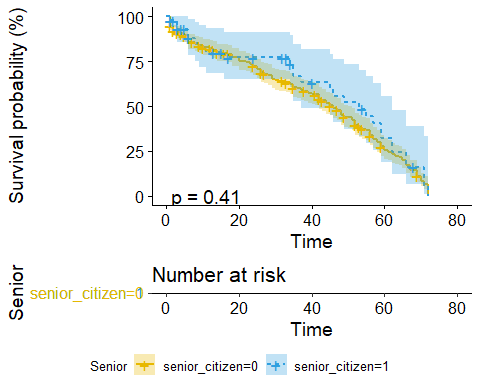 Survival probability (%)
100
75
50
25
0
p = 0.41
0 20 40 60 80
Time
Number at risk
Senior
senior_citizen=0
0 20 40 60 80
Time
Senior senior_citizen=0 senior_citizen=1